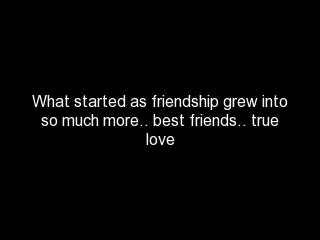 What started as friendship grew into
so much more.. best friends.. true
love